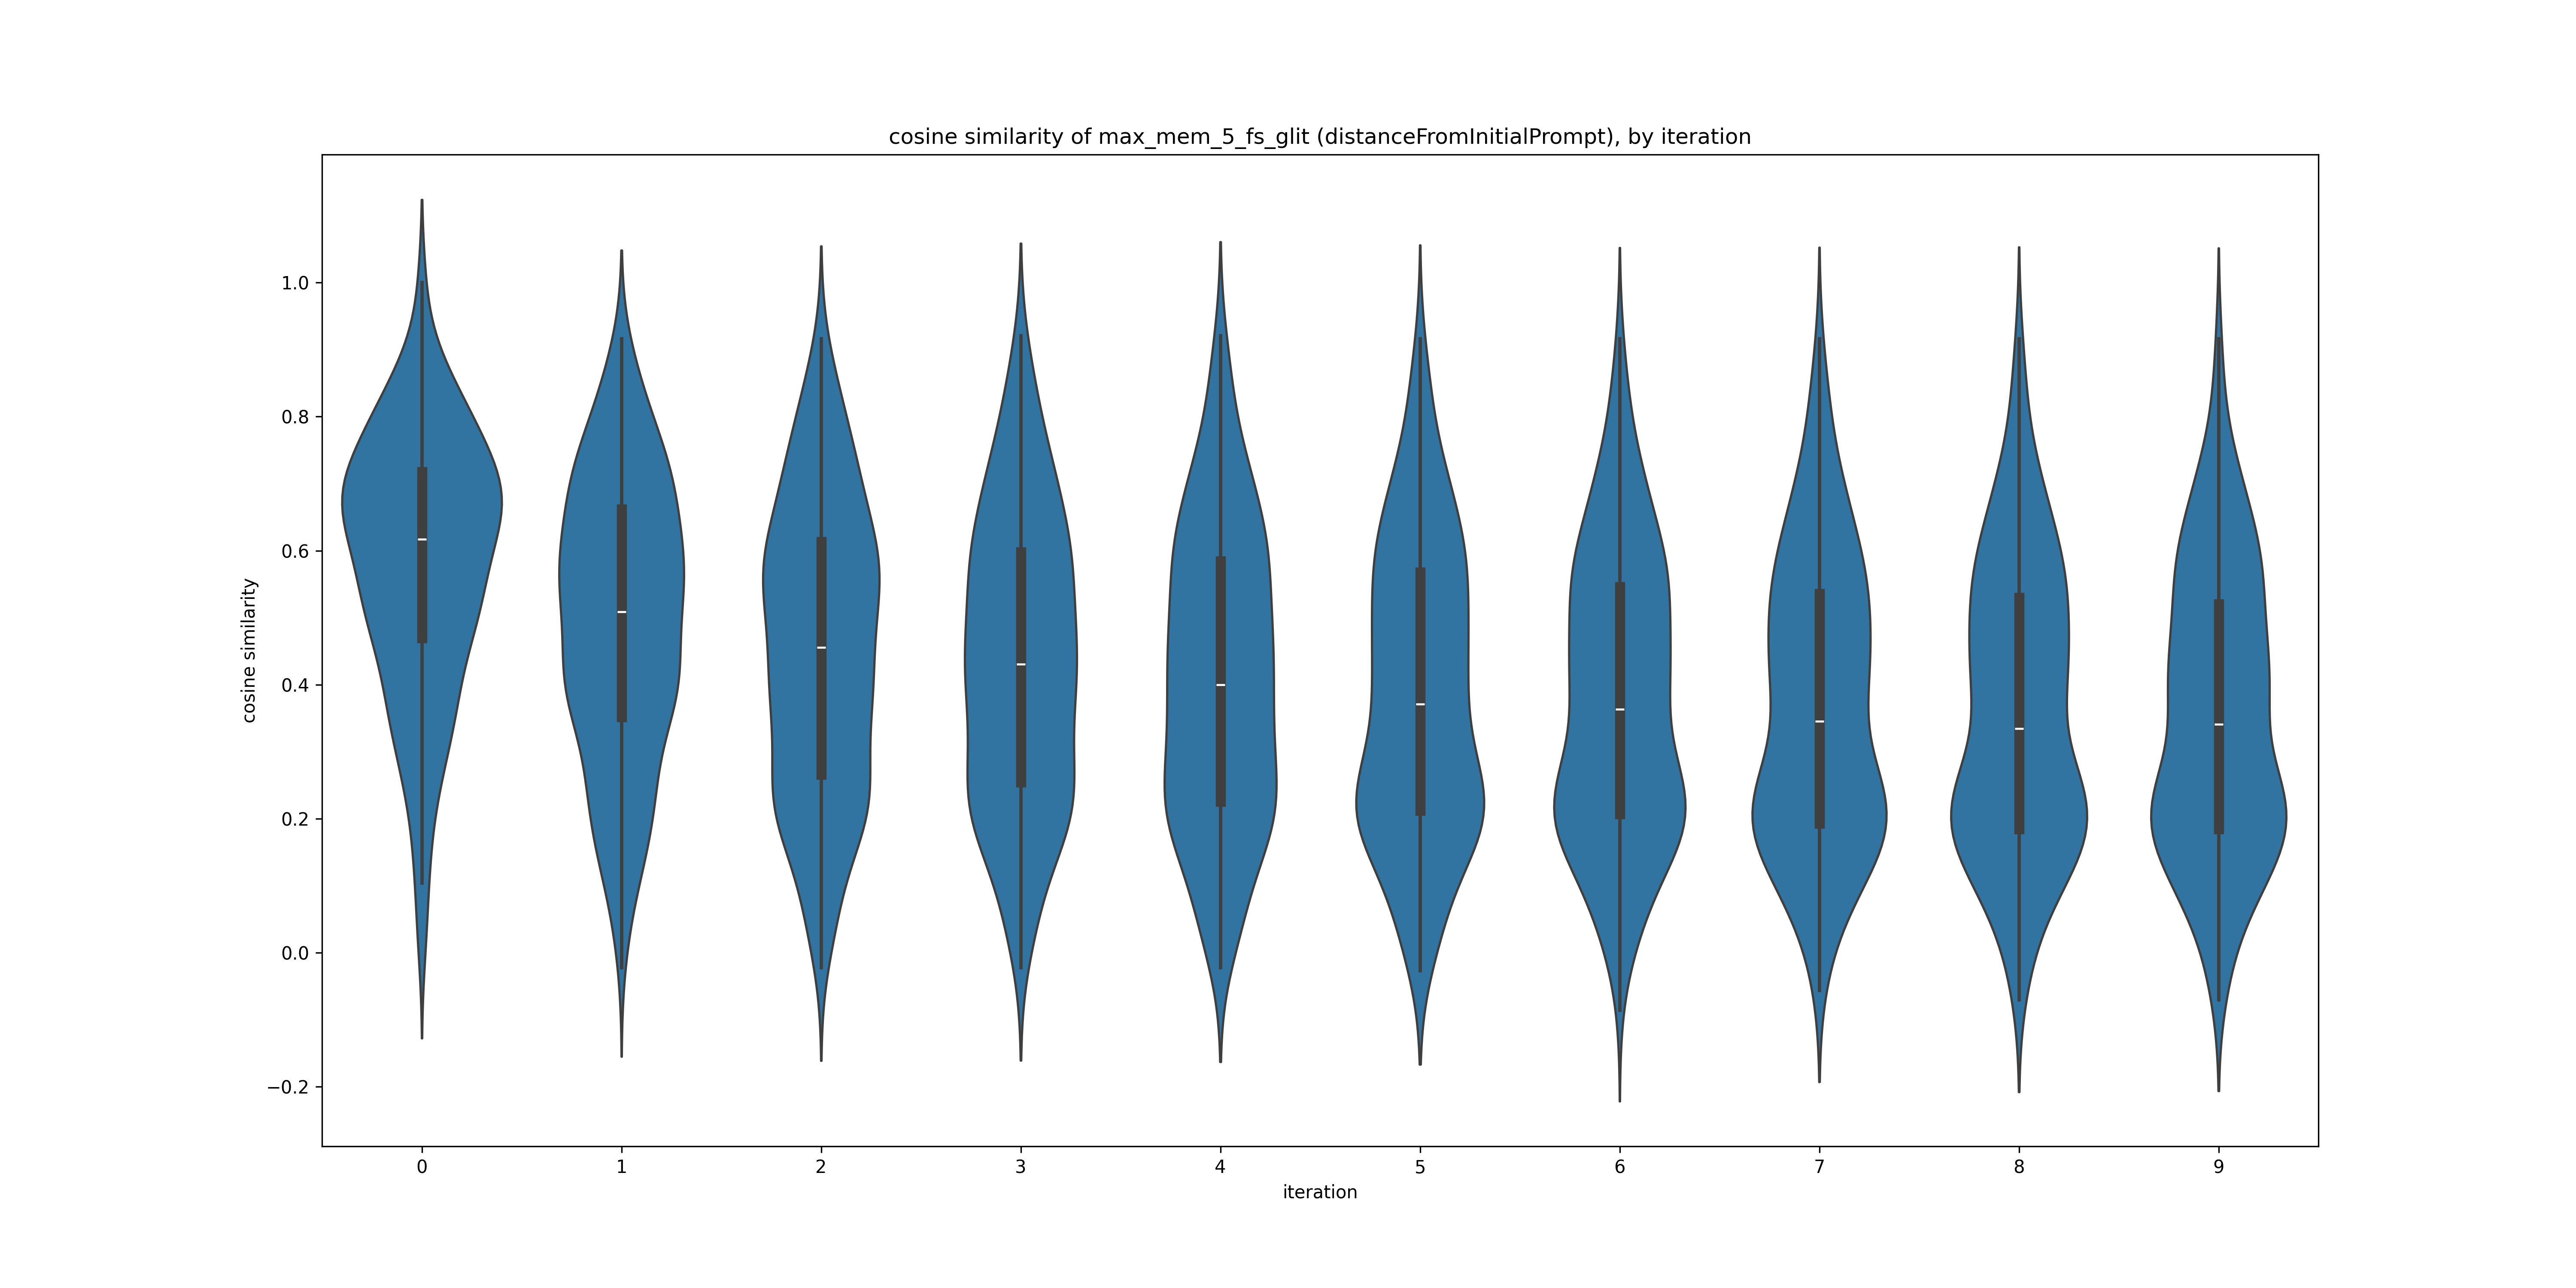 cosine similarity of max_mem_5_fs_glit (distanceFromInitialPrompt), by iteration
cosine similarity
1.0
0.8
0.6
0.4
0.2
0.0
−0.2
0 1 2 3 4 5 6 7 8 9
iteration